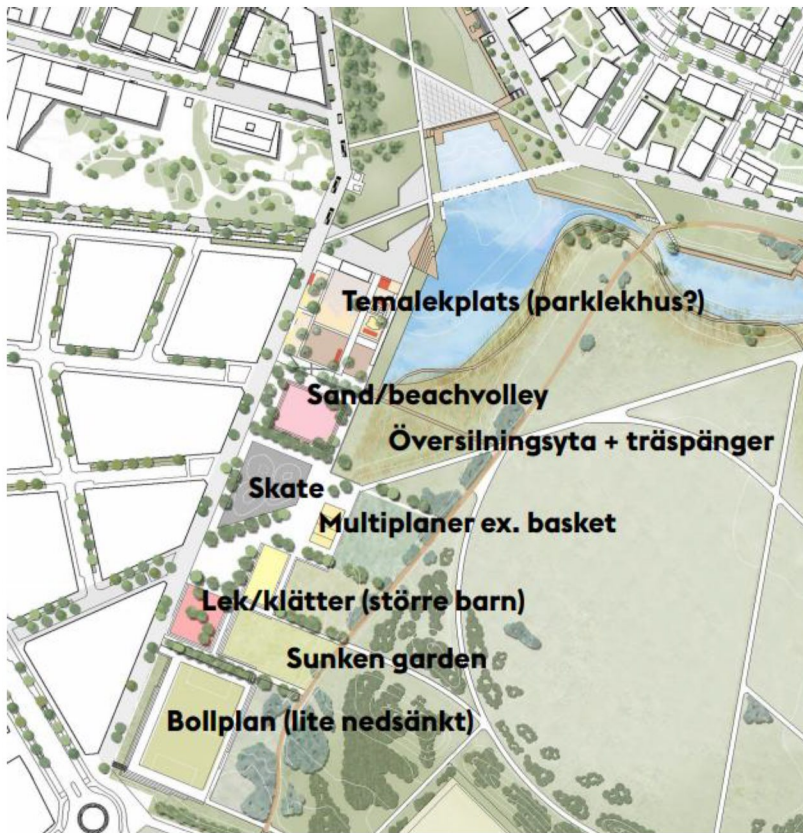 Temalekplats (parklekhus?)
Sand/beachvolley
Översilningsyta + träspänger
Skate
Multiplaner ex. basket
Lek/klätter (större barn)
Sunken garden
Bollplan (lite nedsänkt)